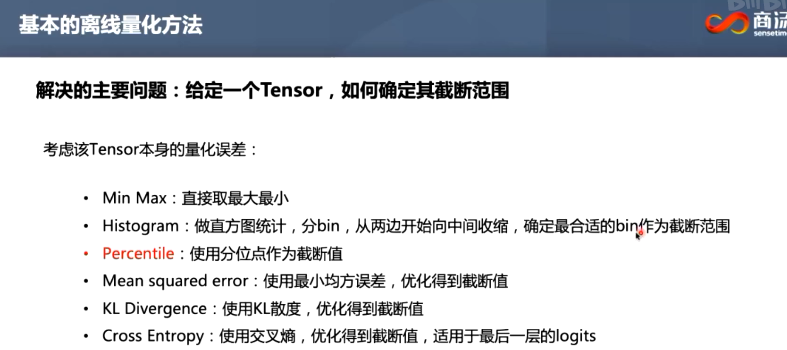 基本的离线量化方法
商汤
sensetime
解决的主要问题：给定一个Tensor，如何确定其截断范围
考虑该Tensor本身的量化误差：
• Min Max：直接取最大最小
• Histogram：做直方图统计，分bin，从两边开始向中间收缩，确定最合适的bin作为截断范围
• Percentile：使用分位点作为截断值
• Mean squared error：使用最小均方误差，优化得到截断值
• KL Divergence：使用KL散度，优化得到截断值
• Cross Entropy：使用交叉熵，优化得到截断值，适用于最后一层的logits